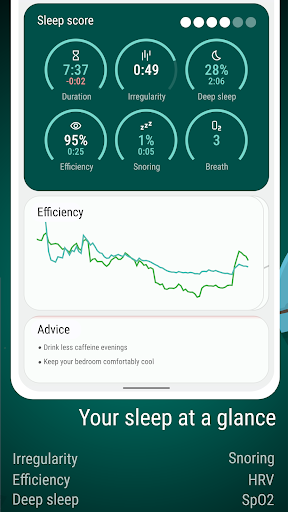 Sleep score
7:37
-0:02
Duration
0:49
Irregularity
28%
2:06
Deep sleep
95%
0:25
Efficiency
zzz
1%
0:05
Snoring
O2
3
Breath
Efficiency
Advice
• Drink less caffeine evenings
• Keep your bedroom comfortably cool
Your sleep at a glance
Irregularity Snoring
Efficiency HRV
Deep sleep SpO2